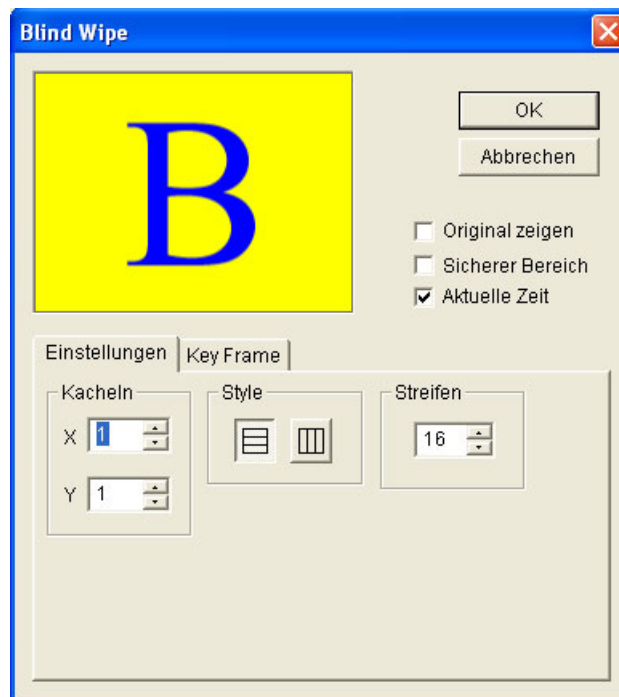 Blind Wipe
B
OK
Abbrechen
Original zeigen
Sicherer Bereich
Aktuelle Zeit
Einstellungen
Key Frame
Kacheln
X 1
Y 1
Style
Streifen
16